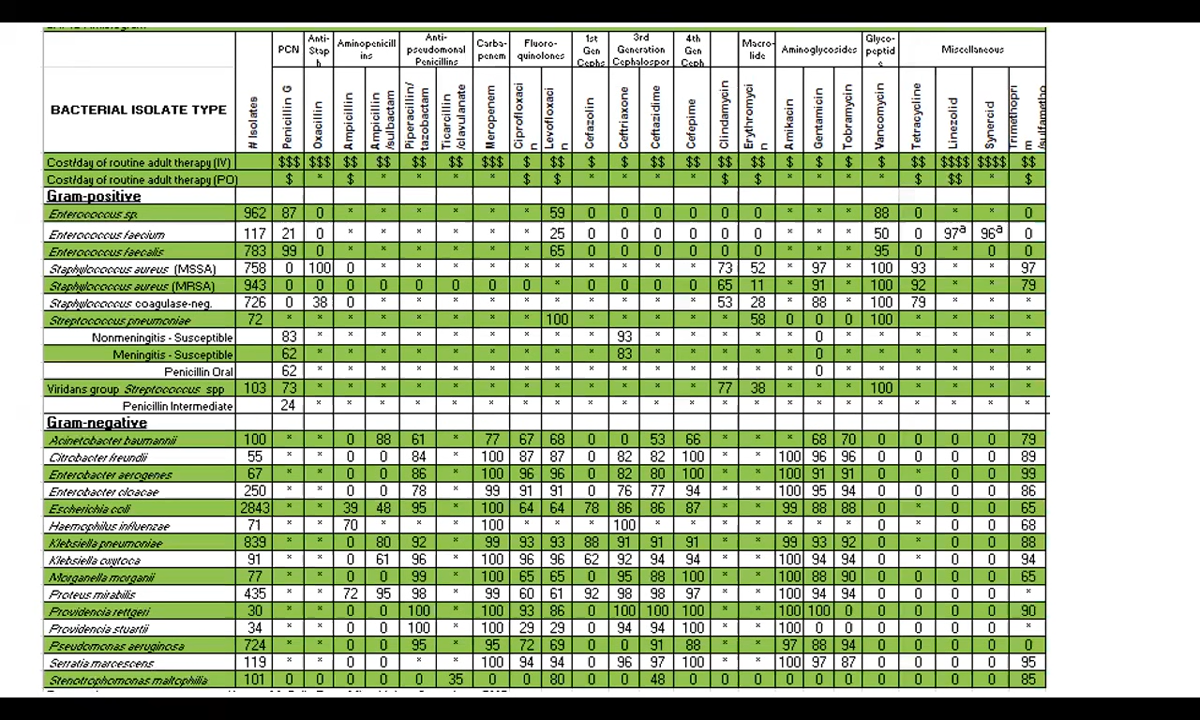 PCN Anti-Staph Aminopenicillins Anti-pseudomonal Penicillins Carba-penem Fluoro-quinolones 1st Gen Cephs 3rd Generation Cephalospor 4th Gen Ceph Macro-lide Aminoglycosides Glyco-peptide Miscellaneous
BACTERIAL ISOLATE TYPE # Isolates Penicillin G Oxacillin Ampicillin Ampicillin /sulbactam Piperacillin/ tazobactam Ticarcillin /clavulanate Meropenem Ciprofloxacin Levofloxacin Cefazolin Ceftriaxone Ceftazidime Cefepime Clindamycin Erythromycin Amikacin Gentamicin Tobramycin Vancomycin Tetracycline Linezolid Synercid Trimethoprim /sulfametho
Cost/day of routine adult therapy (IV) $$$ $$$ $$ $$ $$ $$ $$$ $ $$ $ $ $ $$ $$ $$ $ $ $ $ $$ $$$$ $$$$ $$
Cost/day of routine adult therapy (PO) $ * $ * * * * $ $ * * * * $ $ * * * * $ $$ * $
Gram-positive
Enterococcus sp. 962 87 0 * * * * * * 59 0 0 0 0 0 0 * * * 88 0 * * 0
Enterococcus faecium 117 21 0 * * * * * * 25 0 0 0 0 0 0 * * * 50 0 97a 96a 0
Enterococcus faecalis 783 99 0 * * * * * * 65 0 0 0 0 0 0 * * * 95 0 * * 0
Staphylococcus aureus (MSSA) 758 0 100 0 * * * * * * * * * * 73 52 * 97 * 100 93 * * 97
Staphylococcus aureus (MRSA) 943 0 0 0 0 0 0 0 0 * 0 0 0 0 65 11 * 91 * 100 92 * * 79
Staphylococcus coagulase-neg. 726 0 38 0 * * * * * * * * * * 53 28 * 88 * 100 79 * * *
Streptococcus pneumoniae 72 * * * * * * * * 100 * * * * * 58 0 0 0 100 * * * *
Nonmeningitis - Susceptible 83 * * * * * * * * * 93 * * * * * 0 * * * * * *
Meningitis - Susceptible 62 * * * * * * * * * 83 * * * * * 0 * * * * * *
Penicillin Oral 62 * * * * * * * * * * * * * * * 0 * * * * * *
Viridans group Streptococcus spp 103 73 * * * * * * * * * * * * 77 38 * * * 100 * * * *
Penicillin Intermediate 24 * * * * * * * * * * * * * * * * * * * * * *
Gram-negative
Acinetobacter baumannii 100 * * 0 88 61 * 77 67 68 0 0 53 66 * * * 68 70 0 0 0 0 79
Citrobacter freundii 55 * * 0 0 84 * 100 87 87 0 82 82 100 * * 100 96 96 0 0 0 0 89
Enterobacter aerogenes 67 * * 0 0 86 * 100 96 96 0 82 80 100 * * 100 91 91 0 * 0 0 99
Enterobacter cloacae 250 * * 0 0 78 * 99 91 91 0 76 77 94 * * 100 95 94 0 0 0 0 86
Escherichia coli 2843 * * 39 48 95 * 100 64 64 78 86 86 87 * * 99 88 88 0 * 0 0 65
Haemophilus influenzae 71 * * 70 * * * 100 * * * 100 * * * * * * * 0 * 0 0 68
Klebsiella pneumoniae 839 * * 0 80 92 * 99 93 93 88 91 91 91 * * 99 93 92 0 * 0 0 88
Klebsiella oxytoca 91 * * 0 61 96 * 100 96 96 62 92 94 94 * * 100 94 94 0 * 0 0 94
Morganella morganii 77 * * 0 0 99 * 100 65 65 0 95 88 100 * * 100 88 90 0 0 0 0 65
Proteus mirabilis 435 * * 72 95 98 * 99 60 61 92 98 98 97 * * 100 94 94 0 0 0 0 *
Providencia rettgeri 30 * * 0 0 100 * 100 93 86 0 100 100 100 * * 100 100 0 0 0 0 0 90
Providencia stuartii 34 * * 0 0 100 * 100 29 29 0 94 94 100 * * 100 0 0 0 0 0 0 *
Pseudomonas aeruginosa 724 * * 0 0 95 * 95 72 69 0 0 91 88 * * 97 88 94 0 0 0 0 0
Serratia marcescens 119 * * 0 0 * * 100 94 94 0 96 97 100 * * 100 97 87 0 0 0 0 95
Stenotrophomonas maltophilia 101 0 0 0 0 0 35 0 0 80 0 0 48 0 0 0 0 0 0 0 0 0 0 85